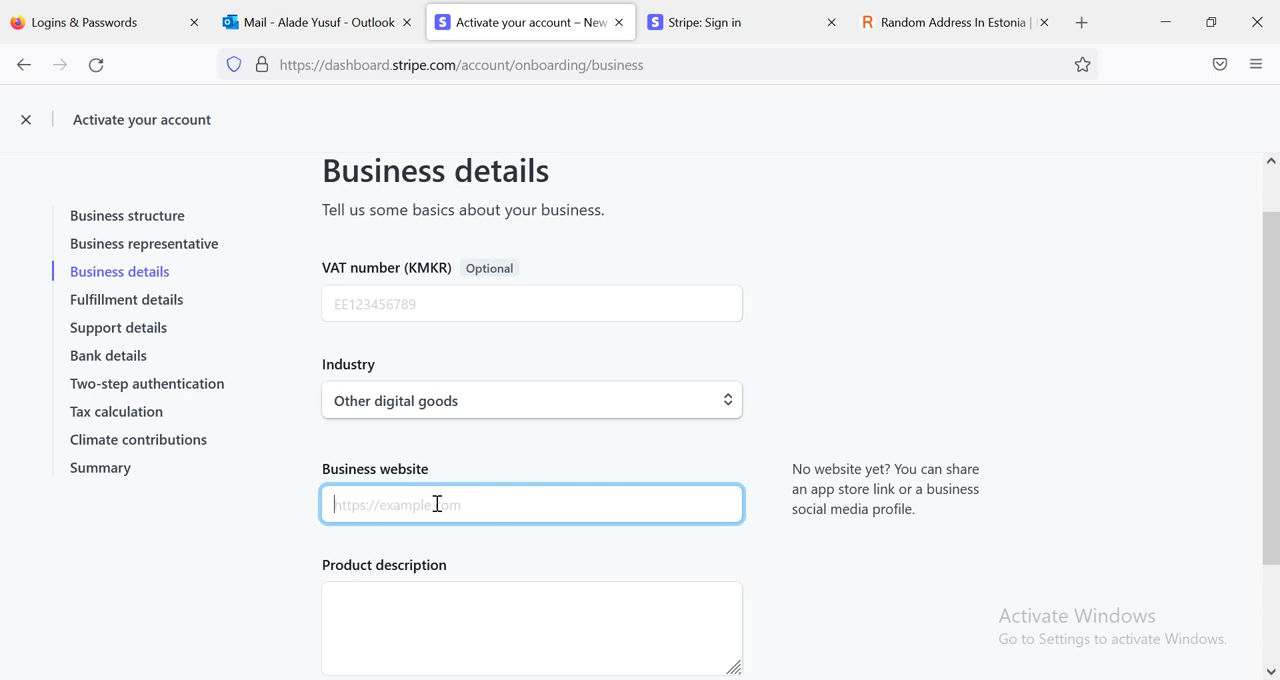 Logins & Passwords
Mail - Alade Yusuf - Outlook
Activate your account – New
Stripe: Sign in
Random Address In Estonia |
https://dashboard.stripe.com/account/onboarding/business
Activate your account
Business details
Tell us some basics about your business.
Business structure
Business representative
Business details
Fulfillment details
Support details
Bank details
Two-step authentication
Tax calculation
Climate contributions
Summary
VAT number (KMKR) Optional
EE123456789
Industry
Other digital goods
Business website
https://example.com
No website yet? You can share
an app store link or a business
social media profile.
Product description
Activate Windows
Go to Settings to activate Windows.